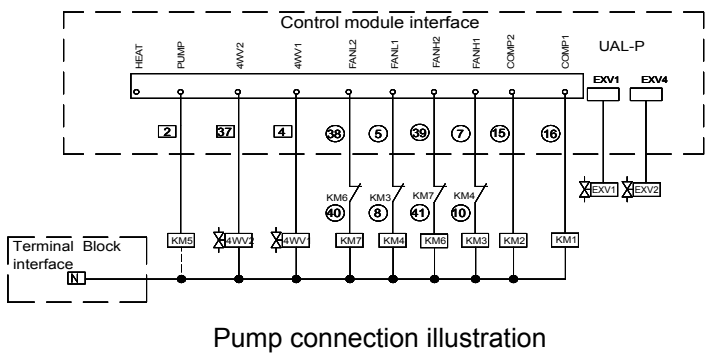 Control module interface
HEAT PUMP 4WV2 4WV1 FANL2 FANL1 FANH2 FANH1 COMP2 COMP1 UAL-P
EXV1 EXV4
2 37 4 38 5 39 7 15 16
KM6 KM3 KM7 KM4 EXV1 EXV2
40 8 41 10
KM5 4WV2 4WV KM7 KM4 KM6 KM3 KM2 KM1
Terminal Block
interface
N
Pump connection illustration